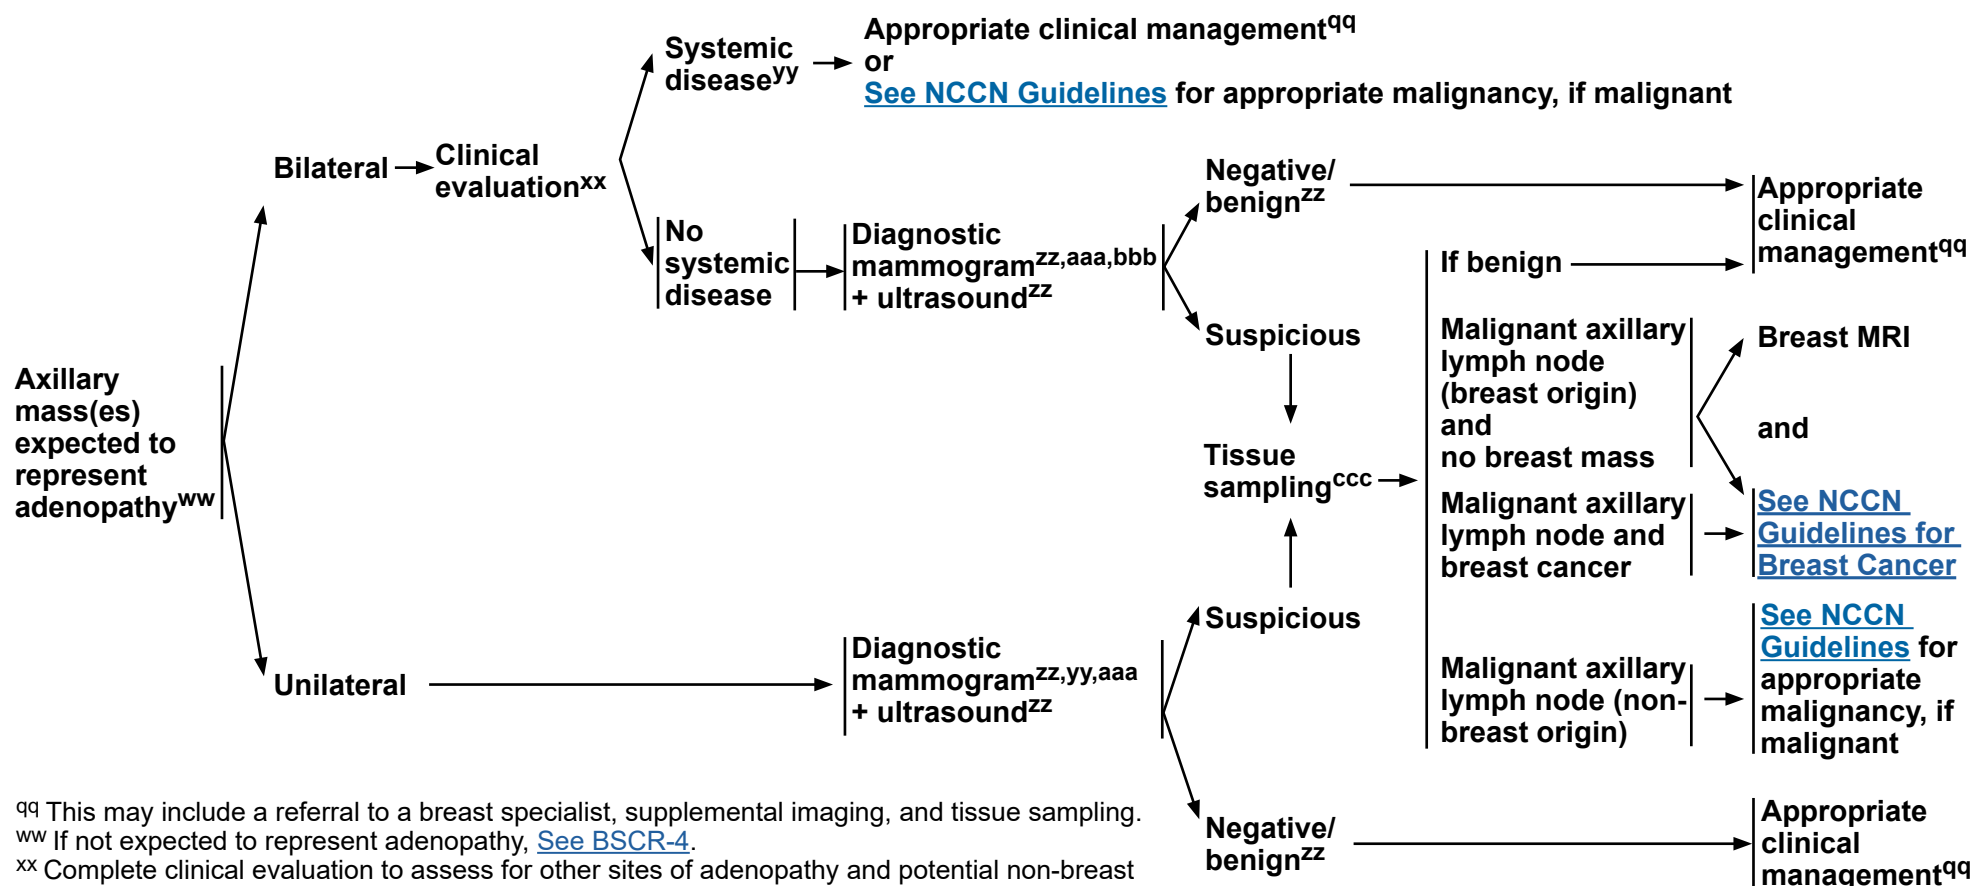 Appropriate clinical management^qq
or
See NCCN Guidelines for appropriate malignancy, if malignant
Systemic
disease^yy
Bilateral
Clinical
evaluation^xx
No
systemic
disease
Diagnostic
mammogram^zz,aaa,bbb
+ ultrasound^zz
Negative/
benign^zz
Appropriate
clinical
management^qq
If benign
Suspicious
Malignant axillary
lymph node
(breast origin)
and
no breast mass
Breast MRI
and
Axillary
mass(es)
expected to
represent
adenopathy^ww
Tissue
sampling^ccc
Malignant axillary
lymph node and
breast cancer
See NCCN
Guidelines for
Breast Cancer
Suspicious
Unilateral
Diagnostic
mammogram^zz,yy,aaa
+ ultrasound^zz
Malignant axillary
lymph node (non-
breast origin)
See NCCN
Guidelines for
appropriate
malignancy, if
malignant
Negative/
benign^zz
Appropriate
clinical
management^qq
qq This may include a referral to a breast specialist, supplemental imaging, and tissue sampling.
ww If not expected to represent adenopathy, See BSCR-4.
xx Complete clinical evaluation to assess for other sites of adenopathy and potential non-breast